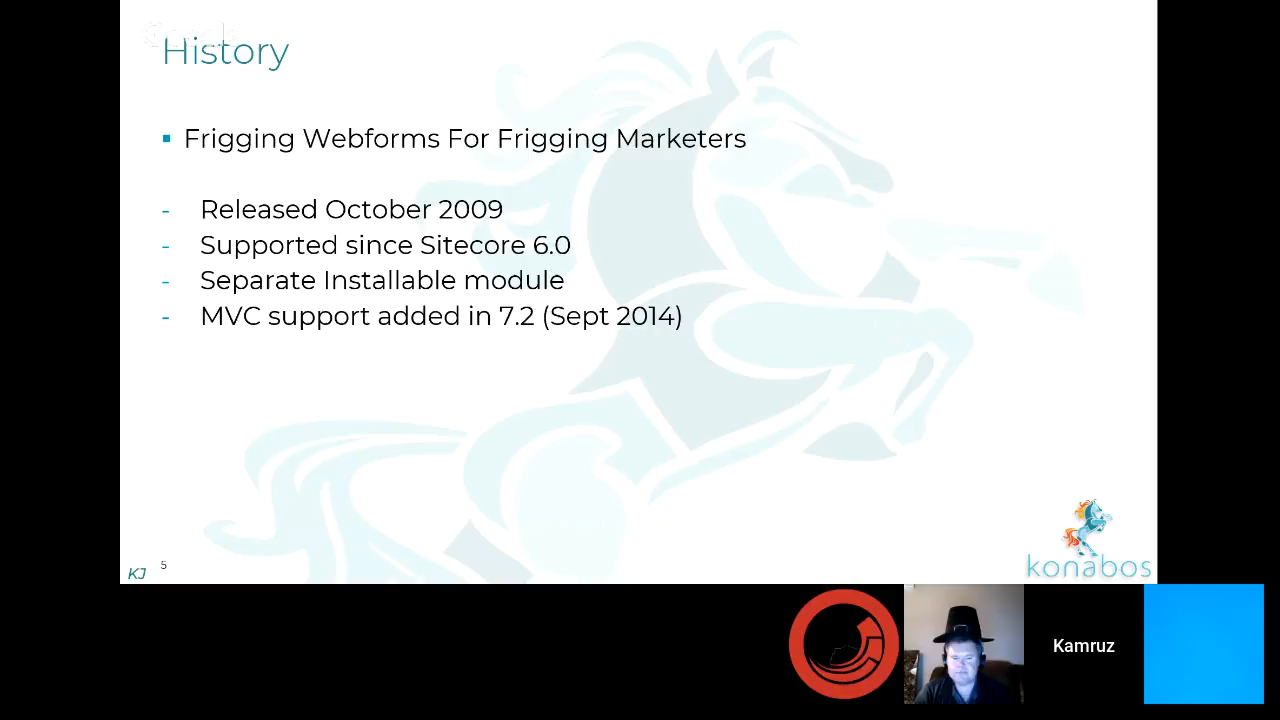 History
▪ Frigging Webforms For Frigging Marketers
- Released October 2009
- Supported since Sitecore 6.0
- Separate Installable module
- MVC support added in 7.2 (Sept 2014)
KJ
5
konabos
Kamruz